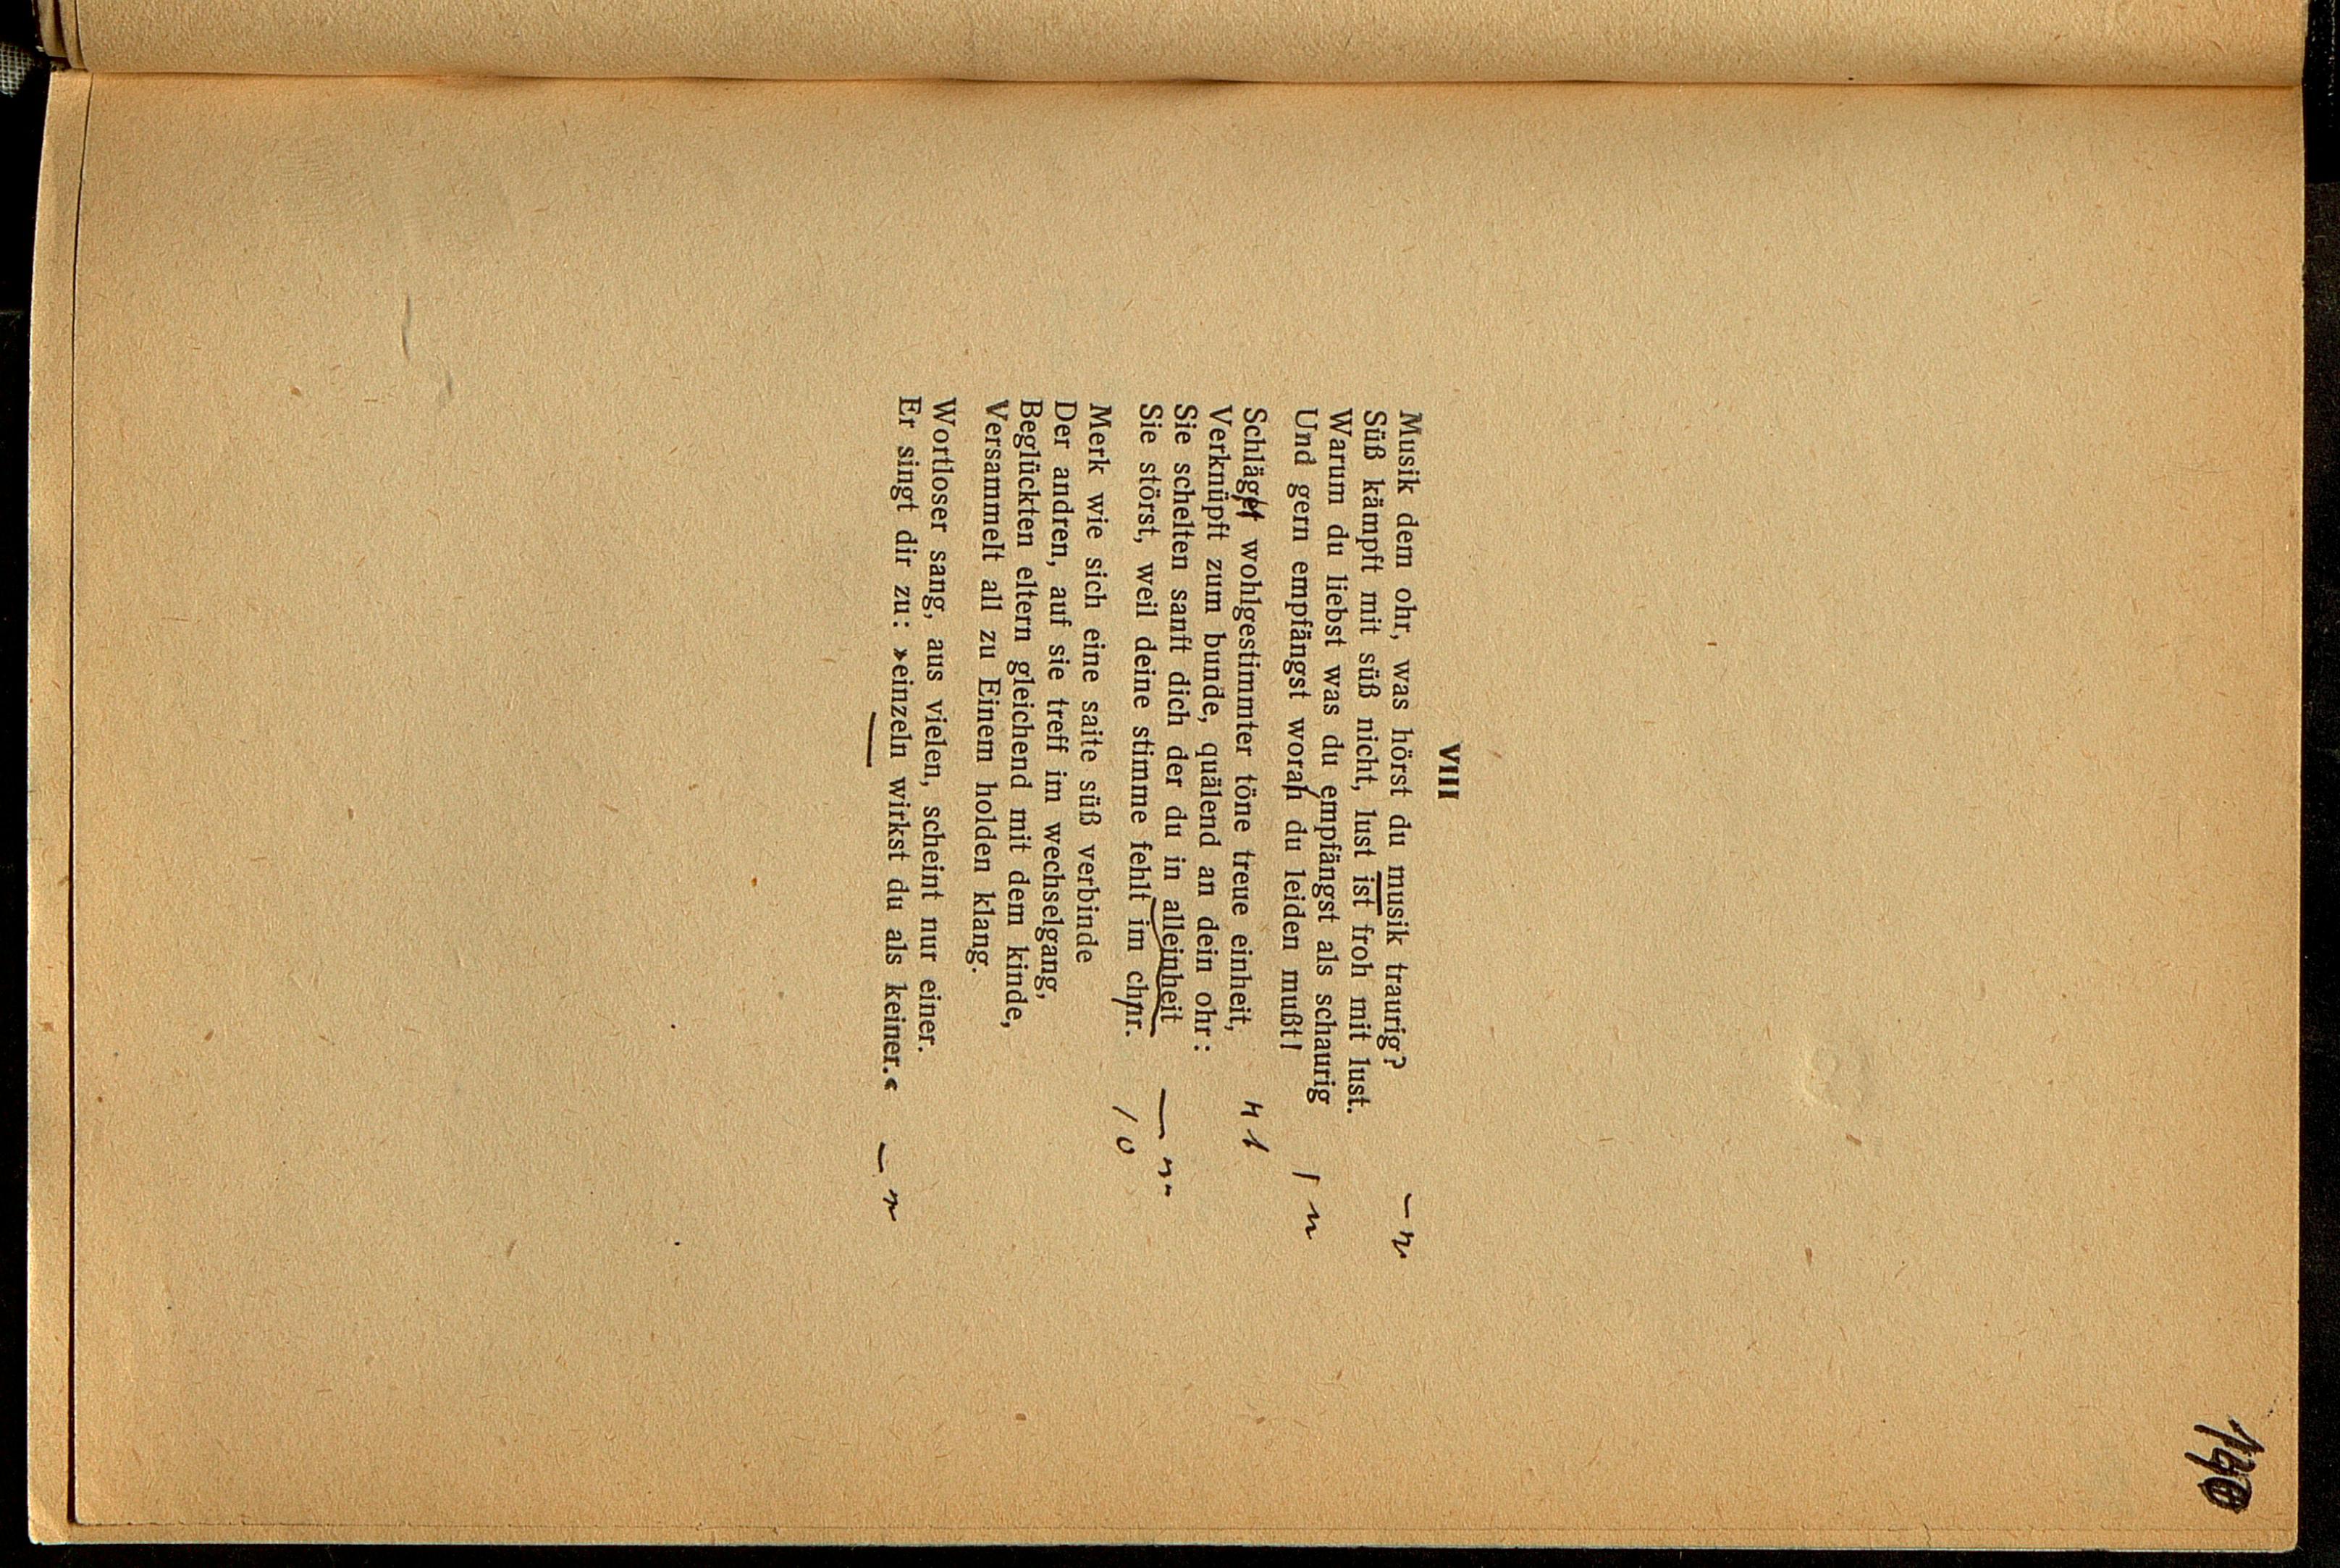 VIII
Musik dem ohr, was hörst du musik traurig?
Süß kämpft mit süß nicht, lust ist froh mit lust.
Warum du liebst was du empfängst als schaurig
Und gern empfängst woran du leiden mußt!
Schläget wohlgestimmter töne treue einheit,
Verknüpft zum bunde, quälend an dein ohr:
Sie schelten sanft dich der du in alleinheit
Sie störst, weil deine stimme fehlt im chor.
Merk wie sich eine saite süß verbinde
Der andren, auf sie treff im wechselgang,
Beglückten eltern gleichend mit dem kinde,
Versammelt all zu Einem holden klang.
Wortloser sang, aus vielen, scheint nur einer.
Er singt dir zu: »einzeln wirkst du als keiner.«